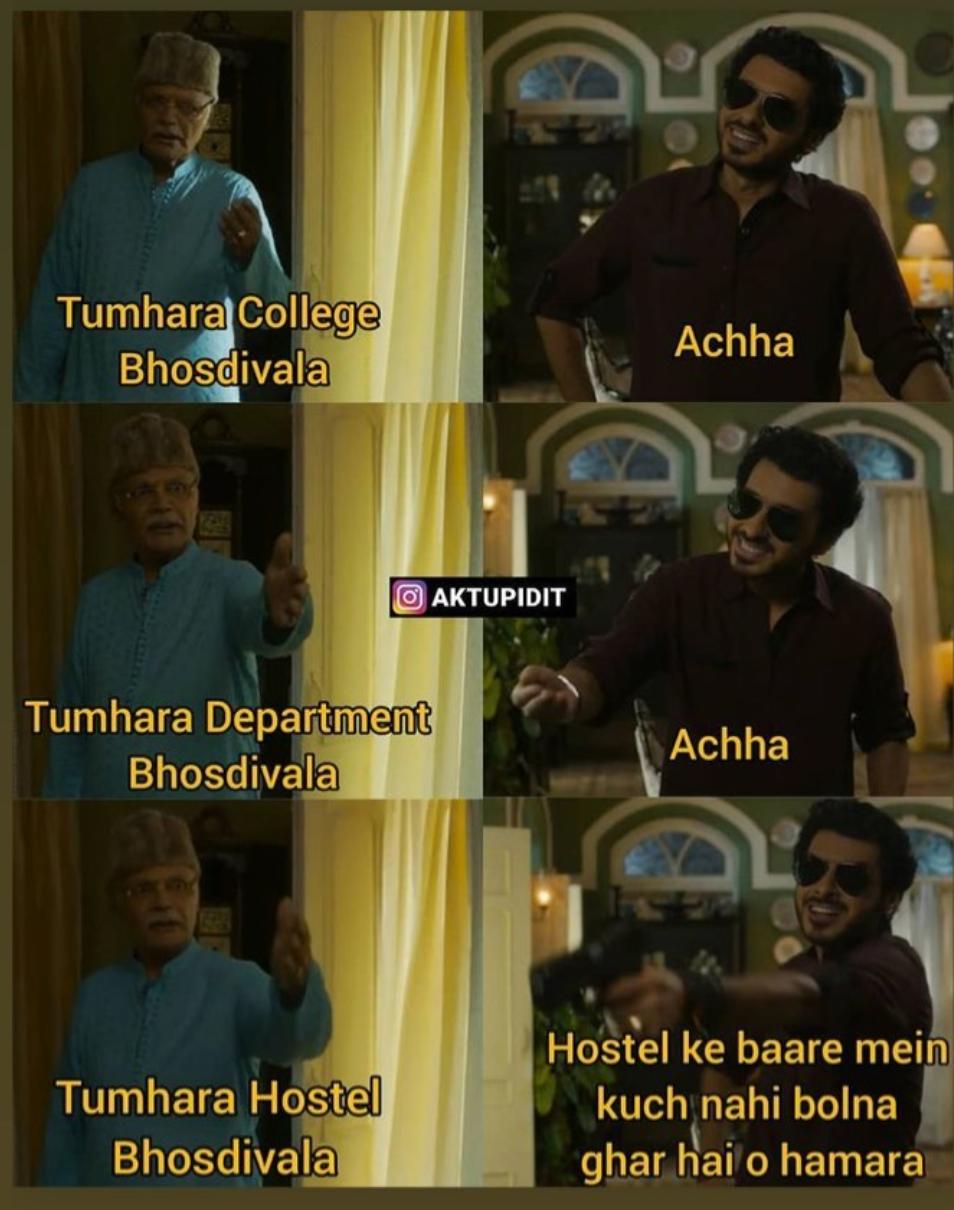 Tumhara College
Bhosdivala
Achha
Tumhara Department
Bhosdivala
AKTUPIDIT
Achha
Tumhara Hostel
Bhosdivala
Hostel ke baare mein
kuch nahi bolna
ghar hai o hamara